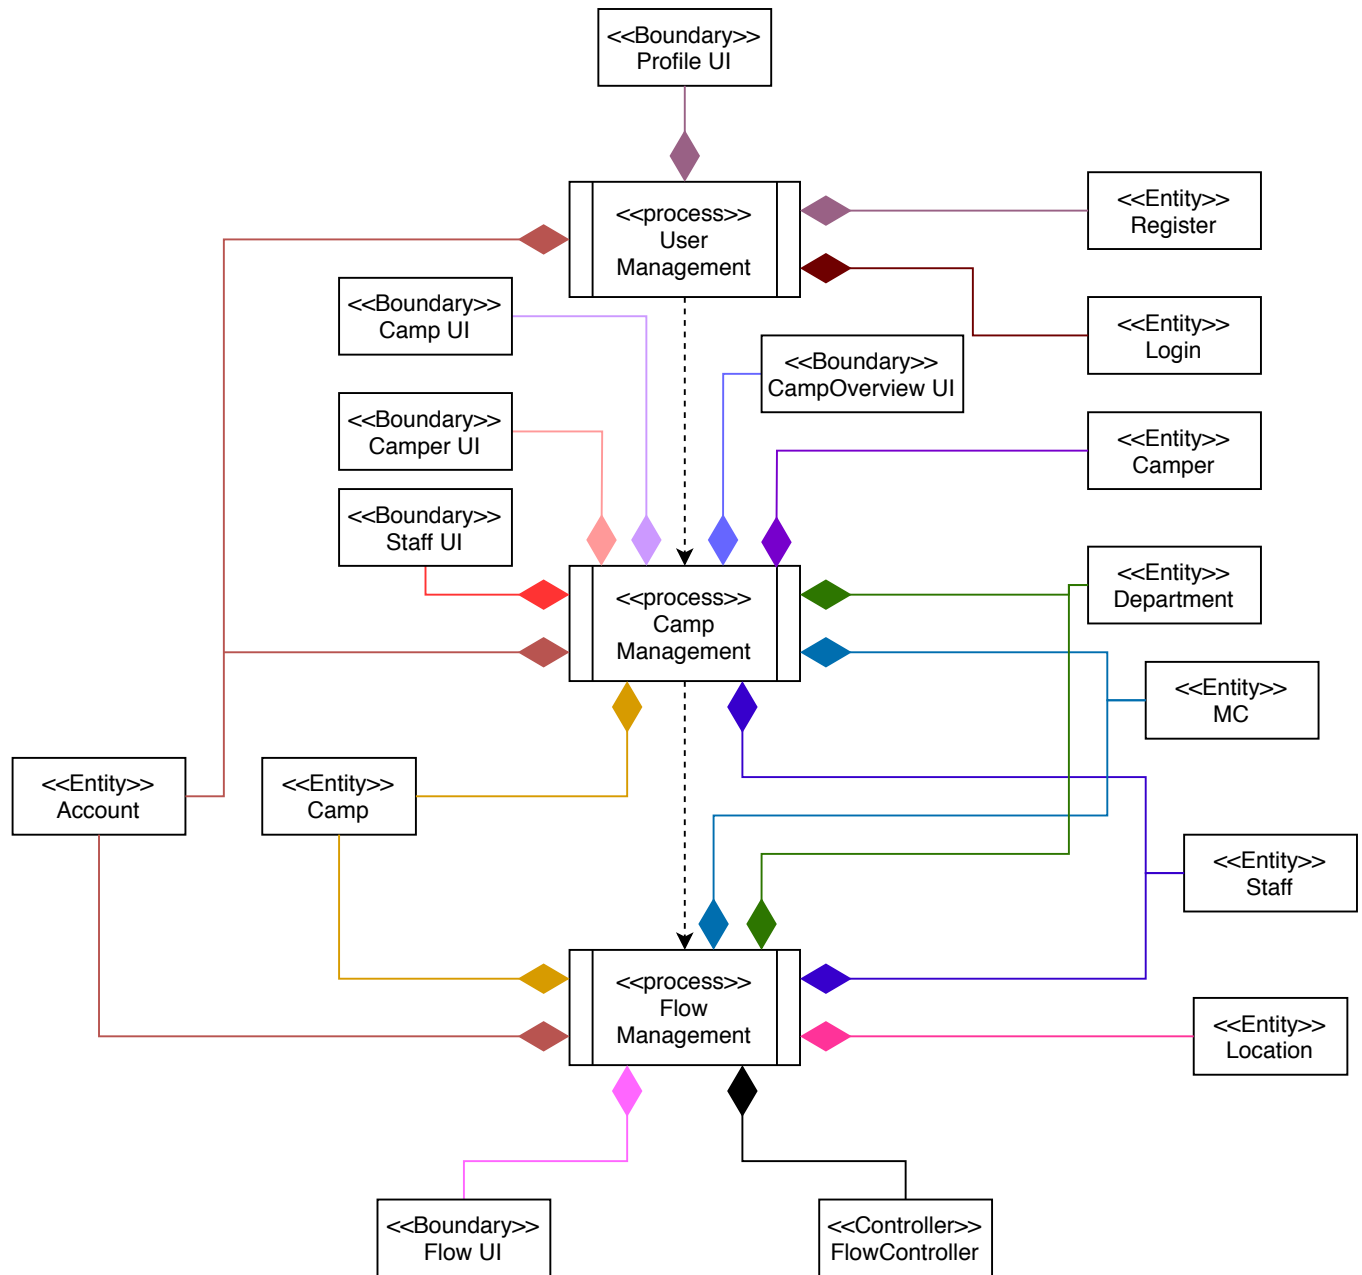 <<Boundary>>
Profile UI
<<process>>
User
Management
<<Entity>>
Register
<<Boundary>>
Camp UI
<<Entity>>
Login
<<Boundary>>
CampOverview UI
<<Boundary>>
Camper UI
<<Entity>>
Camper
<<Boundary>>
Staff UI
<<process>>
Camp
Management
<<Entity>>
Department
<<Entity>>
MC
<<Entity>>
Account
<<Entity>>
Camp
<<Entity>>
Staff
<<process>>
Flow
Management
<<Entity>>
Location
<<Boundary>>
Flow UI
<<Controller>>
FlowController